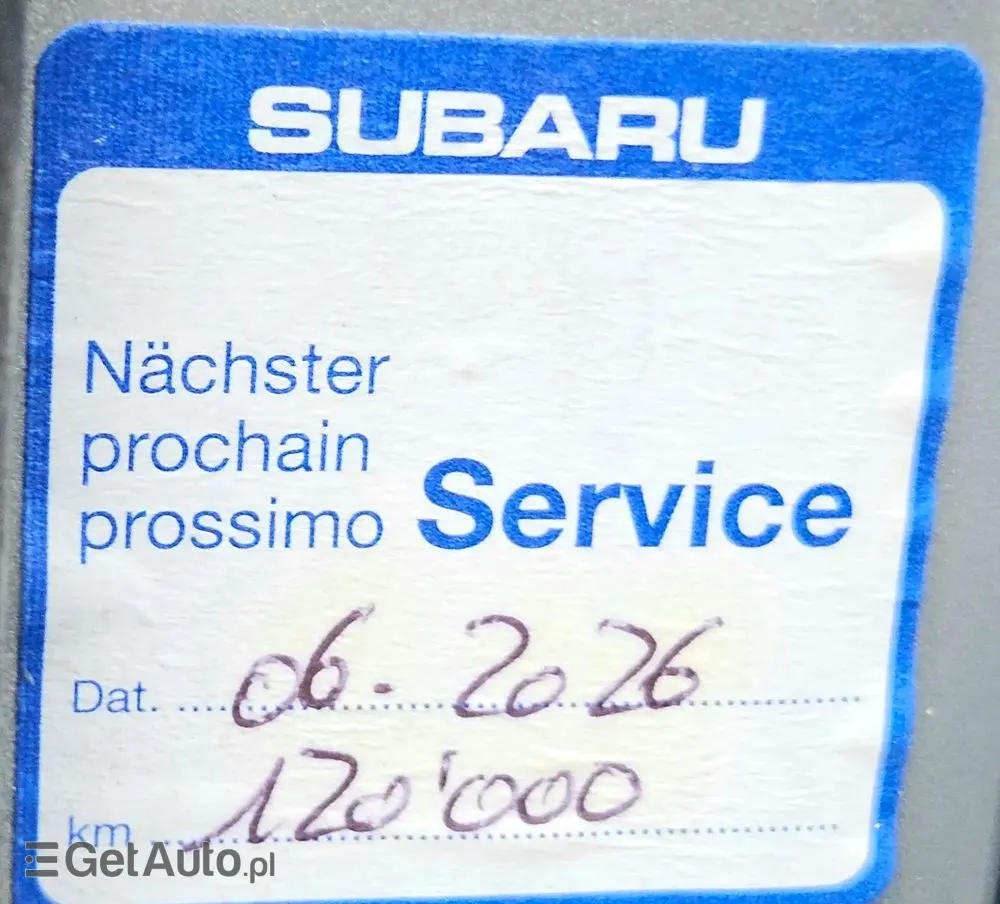 SUBARU
Nächster
prochain
prossimo Service
Dat. 06. 2026
km 120'000
GetAuto.pl